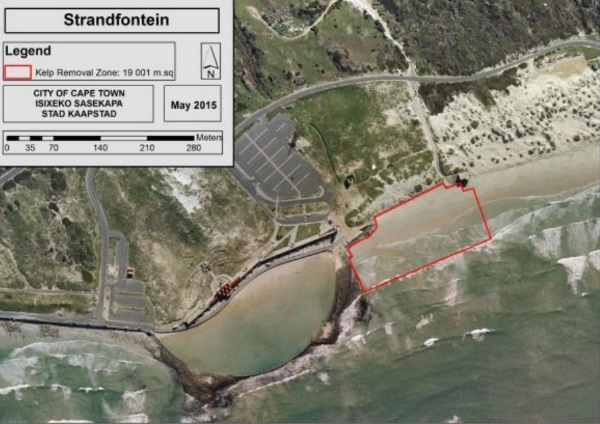 Strandfontein
Legend
Kelp Removal Zone: 19 001 m.sq
N
CITY OF CAPE TOWN
ISIXEKO SASEKAPA
STAD KAAPSTAD
May 2015
Meters
0 35 70 140 210 280